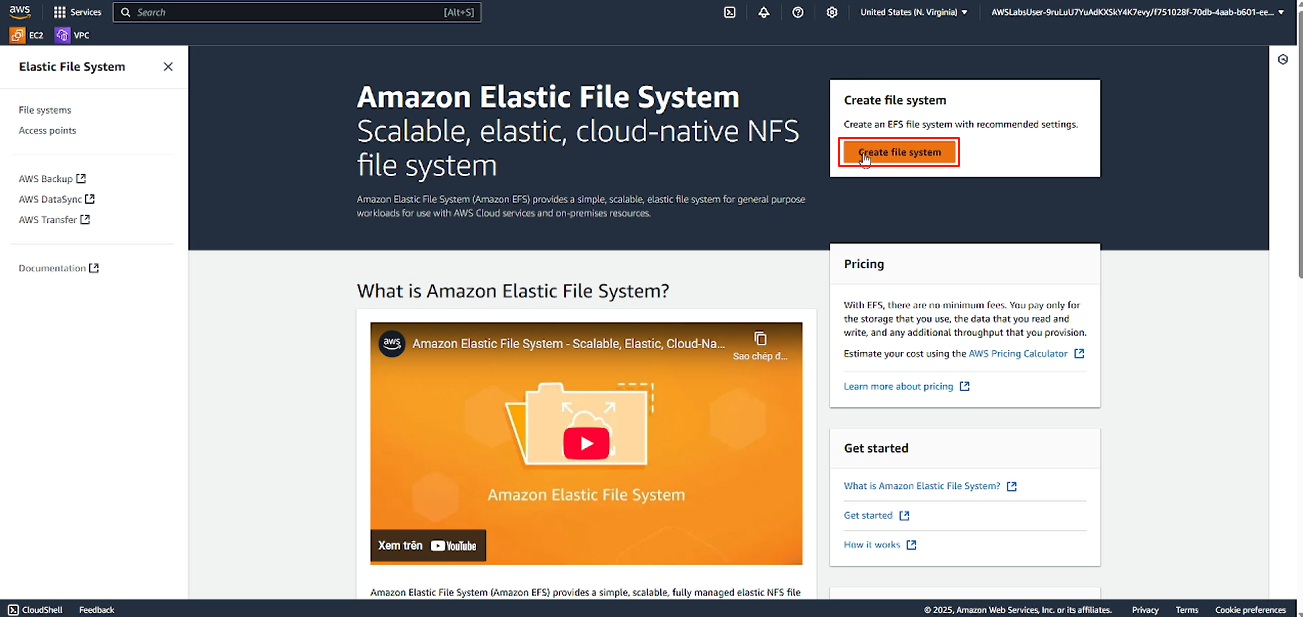 aws
Services
Search
[Alt+S]
United States (N. Virginia)
AWSLabsUser-9ruLuU7YuAdKXSkY4K7evy/f751028f-70db-4aab-b601-ee...
EC2
VPC
Elastic File System
File systems
Access points
AWS Backup
AWS DataSync
AWS Transfer
Documentation
Amazon Elastic File System
Scalable, elastic, cloud-native NFS
file system
Amazon Elastic File System (Amazon EFS) provides a simple, scalable, elastic file system for general purpose
workloads for use with AWS Cloud services and on-premises resources.
Create file system
Create an EFS file system with recommended settings.
Create file system
What is Amazon Elastic File System?
aws
Amazon Elastic File System - Scalable, Elastic, Cloud-Na...
Sao chép đ...
Amazon Elastic File System
Xem trên YouTube
Amazon Elastic File System (Amazon EFS) provides a simple, scalable, fully managed elastic NFS file
Pricing
With EFS, there are no minimum fees. You pay only for
the storage that you use, the data that you read and
write, and any additional throughput that you provision.
Estimate your cost using the AWS Pricing Calculator
Learn more about pricing
Get started
What is Amazon Elastic File System?
Get started
How it works
CloudShell
Feedback
© 2025, Amazon Web Services, Inc. or its affiliates.
Privacy
Terms
Cookie preferences